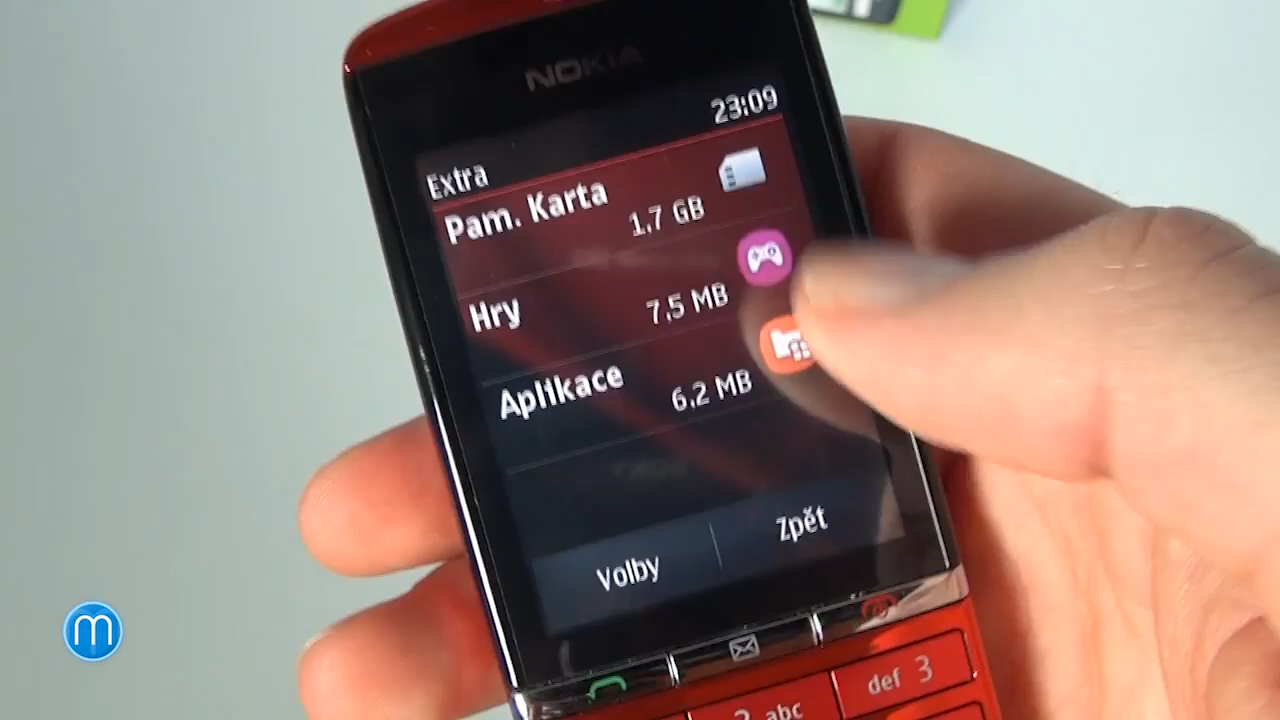 NOKIA
23:09
Extra
Pam. Karta
1,7 GB
Hry
7,5 MB
Aplikace
6,2 MB
Volby
Zpět
def 3
2 abc
m